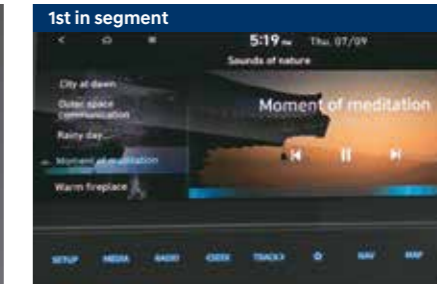 1st in segment
5:19 Thu, 07/09
Sounds of nature
City at dawn
Outer space
communication
Rainy day
Moment of meditation
Moment of meditation
Warm fireplace
SETUP MEDIA RADIO <SEEK TRACK> NAV MAP